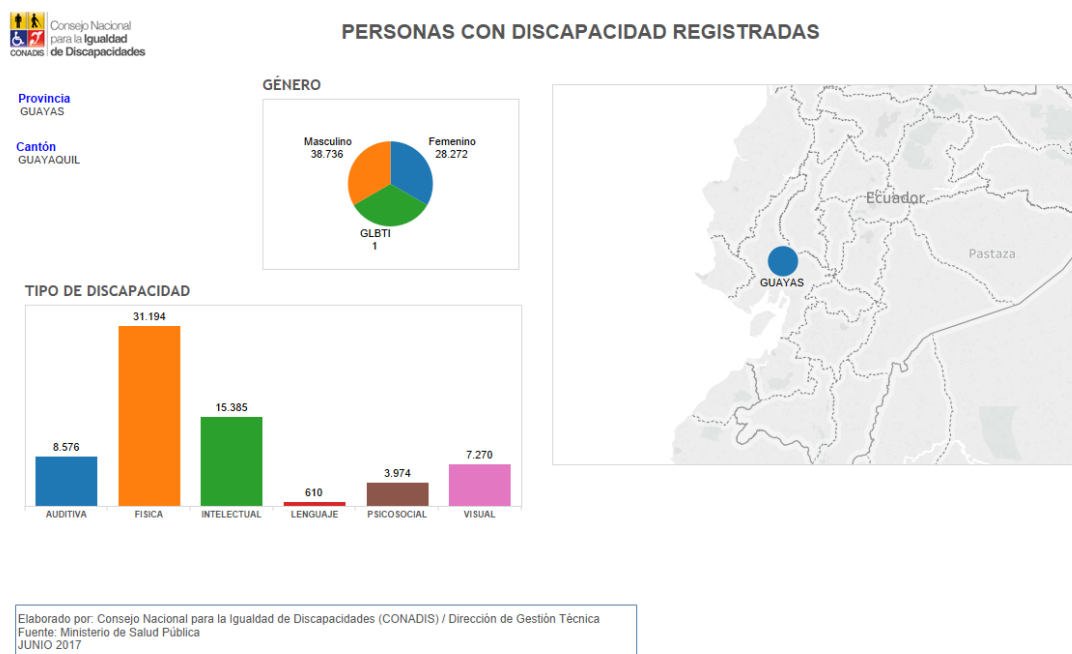 Consejo Nacional
para la Igualdad
de Discapacidades
CONADIS
PERSONAS CON DISCAPACIDAD REGISTRADAS
Provincia
GUAYAS
Cantón
GUAYAQUIL
GÉNERO
Masculino
38.736
Femenino
28.272
GLBTI
1
Ecuador
Pastaza
GUAYAS
TIPO DE DISCAPACIDAD
31.194
15.385
8.576
7.270
3.974
610
AUDITIVA
FISICA
INTELECTUAL
LENGUAJE
PSICOSOCIAL
VISUAL
Elaborado por: Consejo Nacional para la Igualdad de Discapacidades (CONADIS) / Dirección de Gestión Técnica
Fuente: Ministerio de Salud Pública
JUNIO 2017